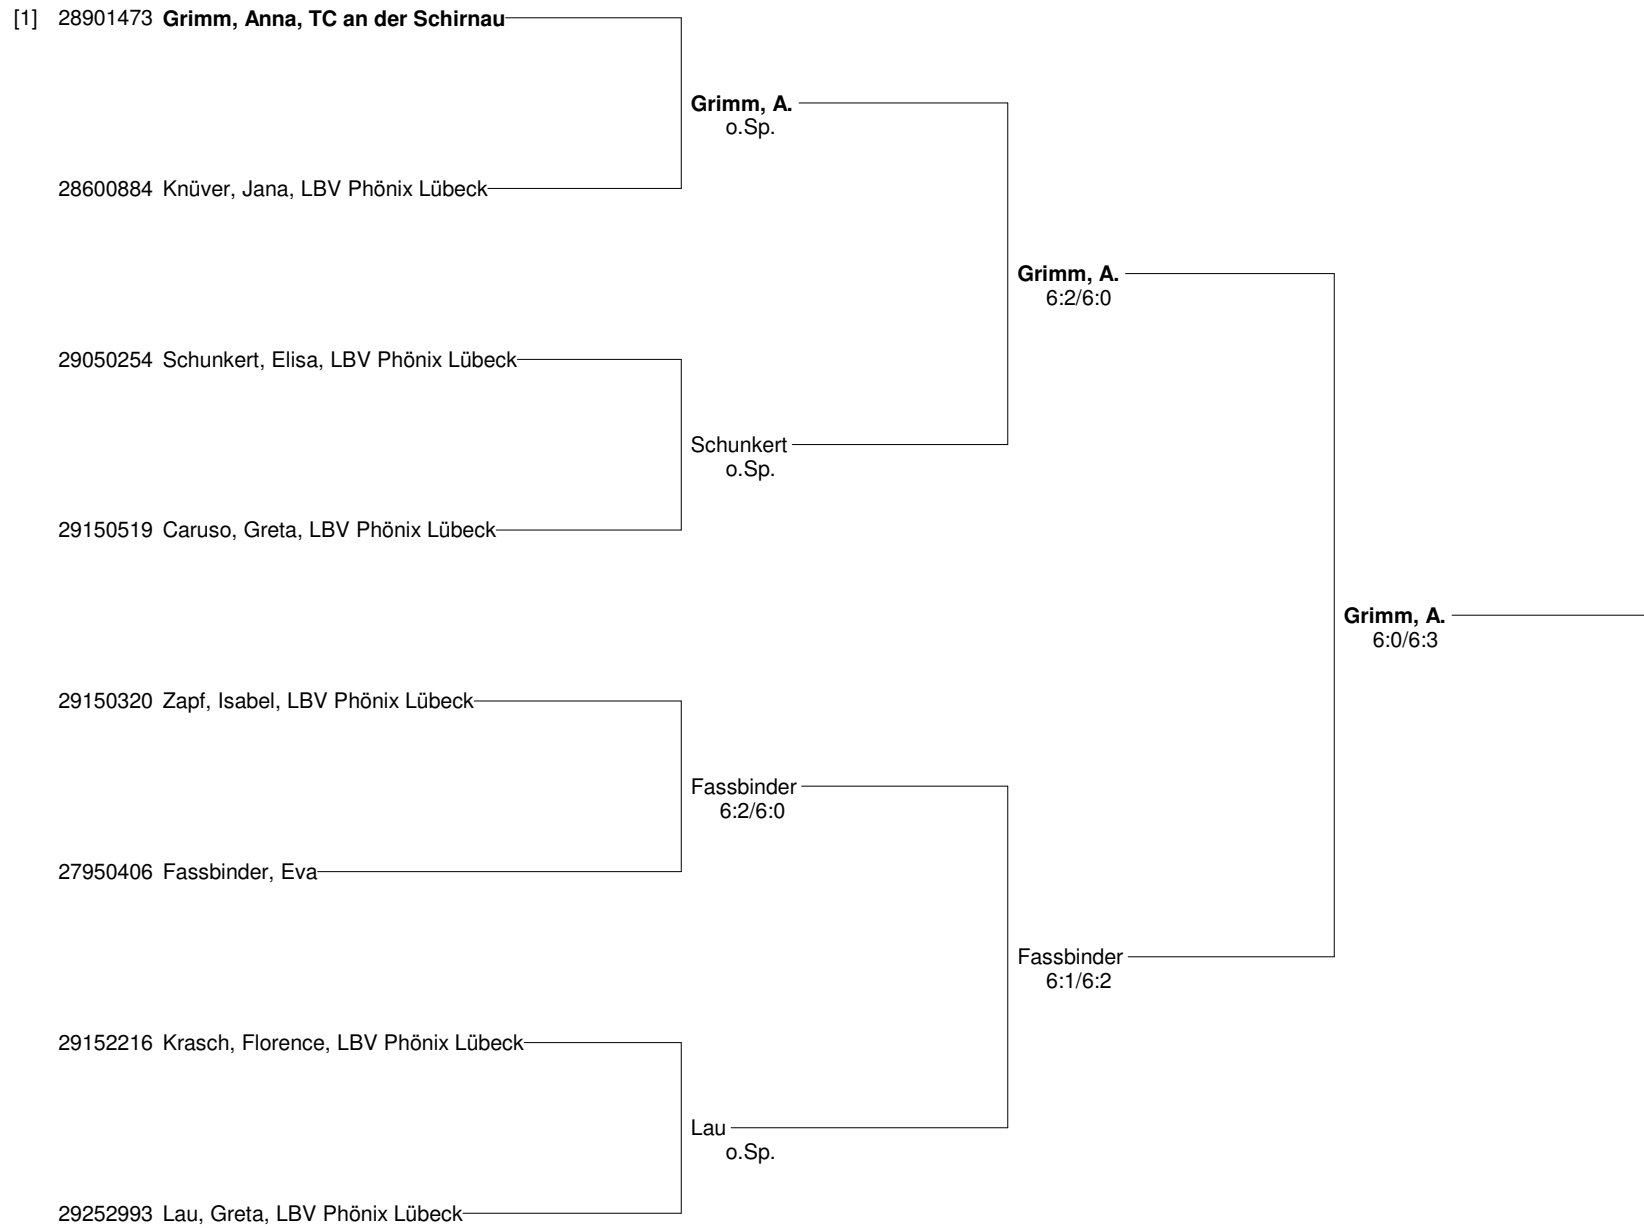 [1] 28901473 Grimm, Anna, TC an der Schirnau
Grimm, A.
o.Sp.
28600884 Knüver, Jana, LBV Phönix Lübeck
Grimm, A.
6:2/6:0
29050254 Schunkert, Elisa, LBV Phönix Lübeck
Schunkert
o.Sp.
29150519 Caruso, Greta, LBV Phönix Lübeck
Grimm, A.
6:0/6:3
29150320 Zapf, Isabel, LBV Phönix Lübeck
Fassbinder
6:2/6:0
27950406 Fassbinder, Eva
Fassbinder
6:1/6:2
29152216 Krasch, Florence, LBV Phönix Lübeck
Lau
o.Sp.
29252993 Lau, Greta, LBV Phönix Lübeck